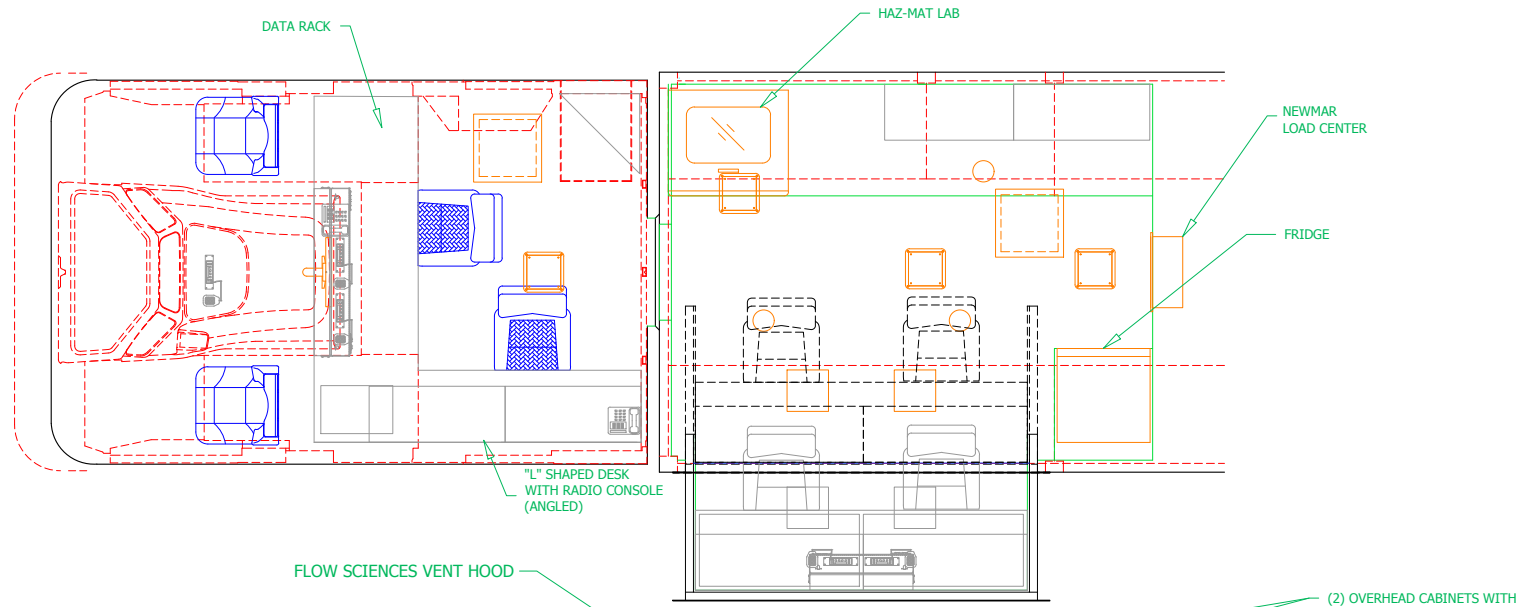 HAZ-MAT LAB
DATA RACK
NEWMAR
LOAD CENTER
FRIDGE
"L" SHAPED DESK
WITH RADIO CONSOLE
(ANGLED)
FLOW SCIENCES VENT HOOD
(2) OVERHEAD CABINETS WITH